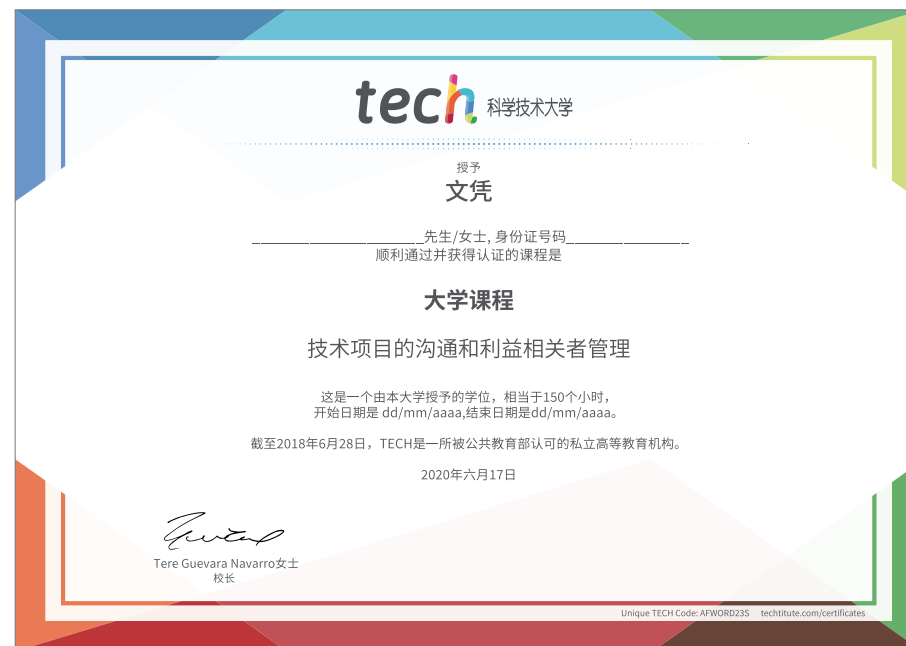 tech 科学技术大学
授予
文凭
______________________先生/女士, 身份证号码________________
顺利通过并获得认证的课程是
大学课程
技术项目的沟通和利益相关者管理
这是一个由本大学授予的学位，相当于150个小时，
开始日期是 dd/mm/aaaa,结束日期是dd/mm/aaaa。
截至2018年6月28日，TECH是一所被公共教育部认可的私立高等教育机构。
2020年六月17日
Tere Guevara Navarro女士
校长
Unique TECH Code: AFWORD23S techtitute.com/certificates